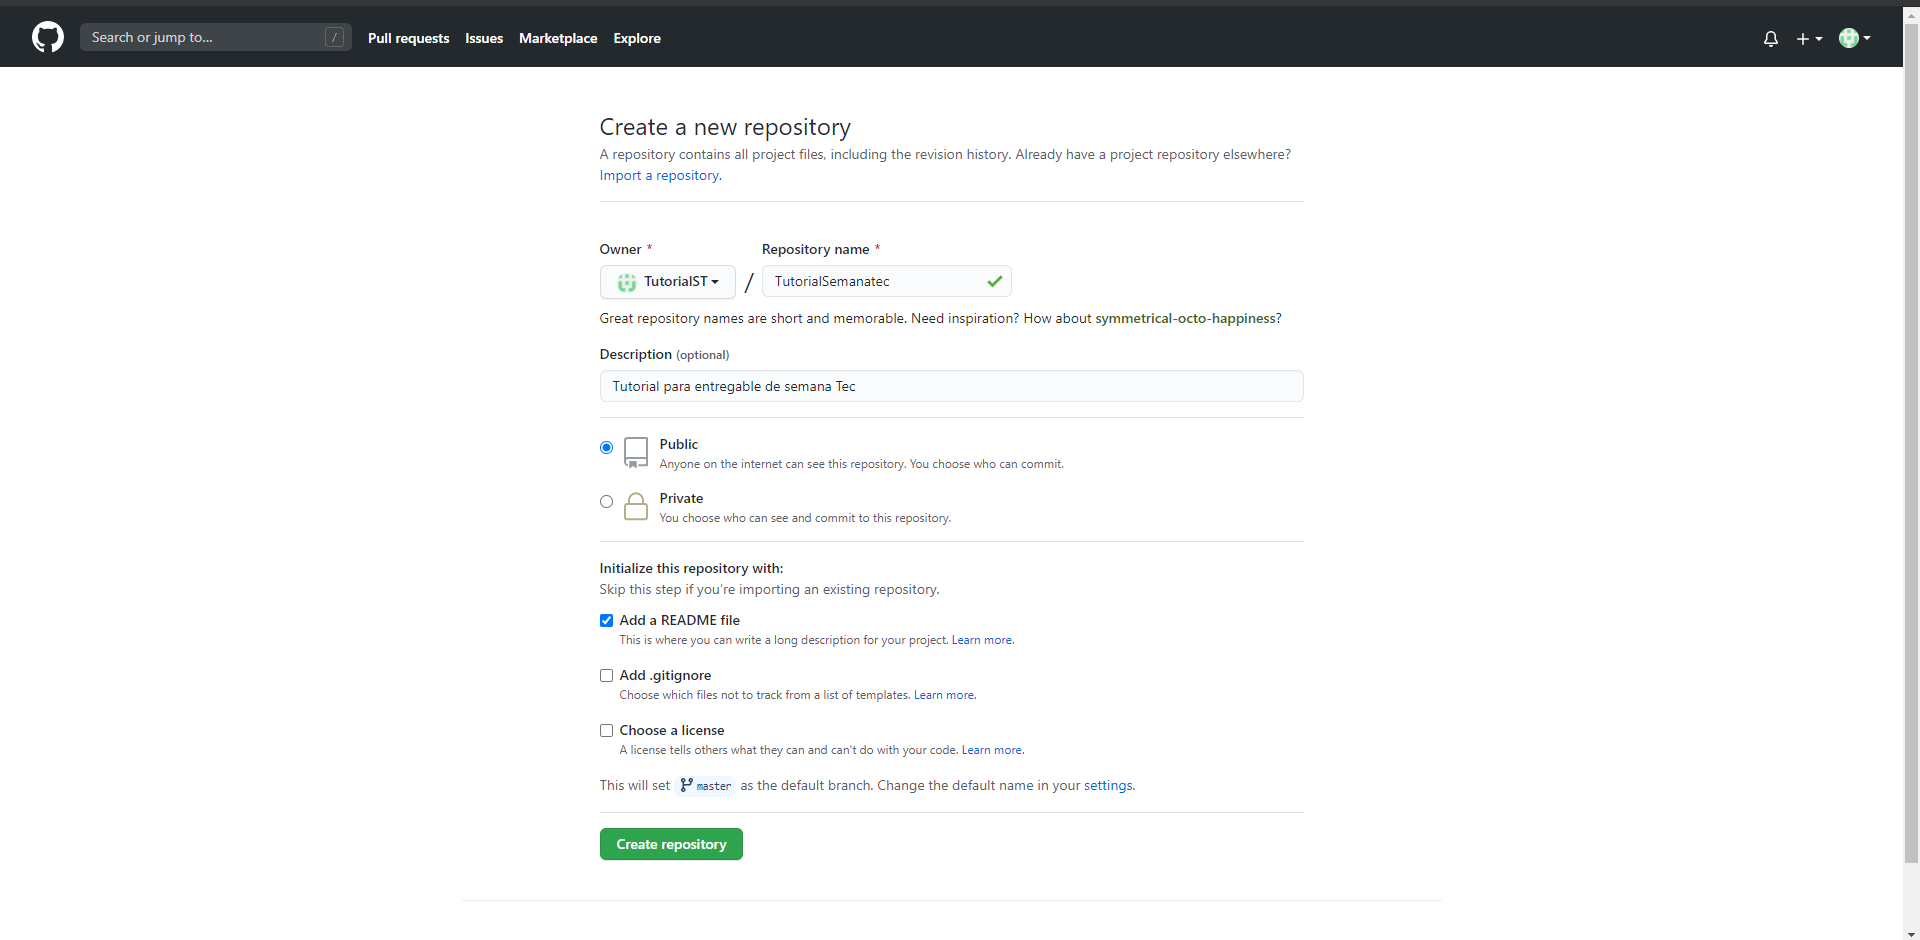 Search or jump to... / Pull requests Issues Marketplace Explore
Create a new repository
A repository contains all project files, including the revision history. Already have a project repository elsewhere?
Import a repository.
Owner * Repository name *
TutorialST / TutorialSemanatec
Great repository names are short and memorable. Need inspiration? How about symmetrical-octo-happiness?
Description (optional)
Tutorial para entregable de semana Tec
Public
Anyone on the internet can see this repository. You choose who can commit.
Private
You choose who can see and commit to this repository.
Initialize this repository with:
Skip this step if you're importing an existing repository.
Add a README file
This is where you can write a long description for your project. Learn more.
Add .gitignore
Choose which files not to track from a list of templates. Learn more.
Choose a license
A license tells others what they can and can't do with your code. Learn more.
This will set master as the default branch. Change the default name in your settings.
Create repository